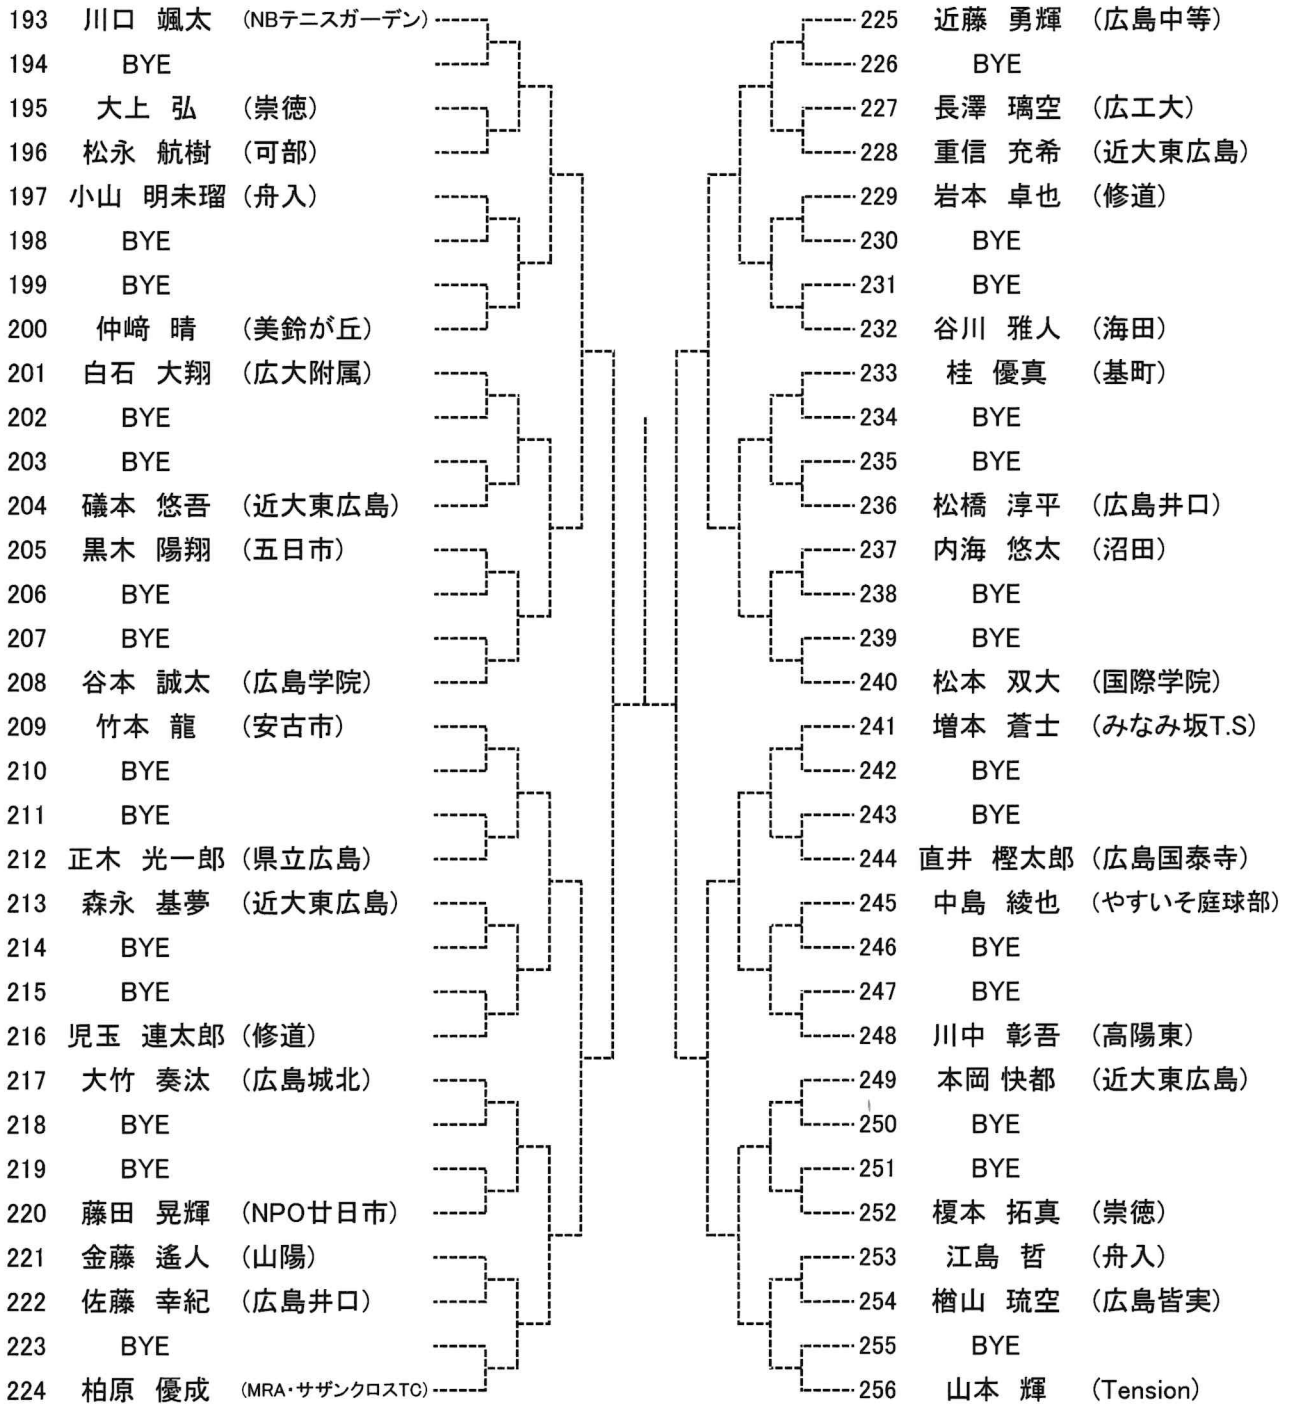 193 川口 颯太 (NBテニスガーデン)
194 BYE
195 大上 弘 (崇徳)
196 松永 航樹 (可部)
197 小山 明未瑠 (舟入)
198 BYE
199 BYE
200 仲﨑 晴 (美鈴が丘)
201 白石 大翔 (広大附属)
202 BYE
203 BYE
204 礒本 悠吾 (近大東広島)
205 黒木 陽翔 (五日市)
206 BYE
207 BYE
208 谷本 誠太 (広島学院)
209 竹本 龍 (安古市)
210 BYE
211 BYE
212 正木 光一郎 (県立広島)
213 森永 基夢 (近大東広島)
214 BYE
215 BYE
216 児玉 連太郎 (修道)
217 大竹 奏汰 (広島城北)
218 BYE
219 BYE
220 藤田 晃輝 (NPO廿日市)
221 金藤 遙人 (山陽)
222 佐藤 幸紀 (広島井口)
223 BYE
224 柏原 優成 (MRA・サザンクロスTC)
225 近藤 勇輝 (広島中等)
226 BYE
227 長澤 璃空 (広工大)
228 重信 充希 (近大東広島)
229 岩本 卓也 (修道)
230 BYE
231 BYE
232 谷川 雅人 (海田)
233 桂 優真 (基町)
234 BYE
235 BYE
236 松橋 淳平 (広島井口)
237 内海 悠太 (沼田)
238 BYE
239 BYE
240 松本 双大 (国際学院)
241 増本 蒼士 (みなみ坂T.S)
242 BYE
243 BYE
244 直井 樫太郎 (広島国泰寺)
245 中島 綾也 (やすいそ庭球部)
246 BYE
247 BYE
248 川中 彰吾 (高陽東)
249 本岡 快都 (近大東広島)
250 BYE
251 BYE
252 榎本 拓真 (崇徳)
253 江島 哲 (舟入)
254 楢山 琉空 (広島皆実)
255 BYE
256 山本 輝 (Tension)